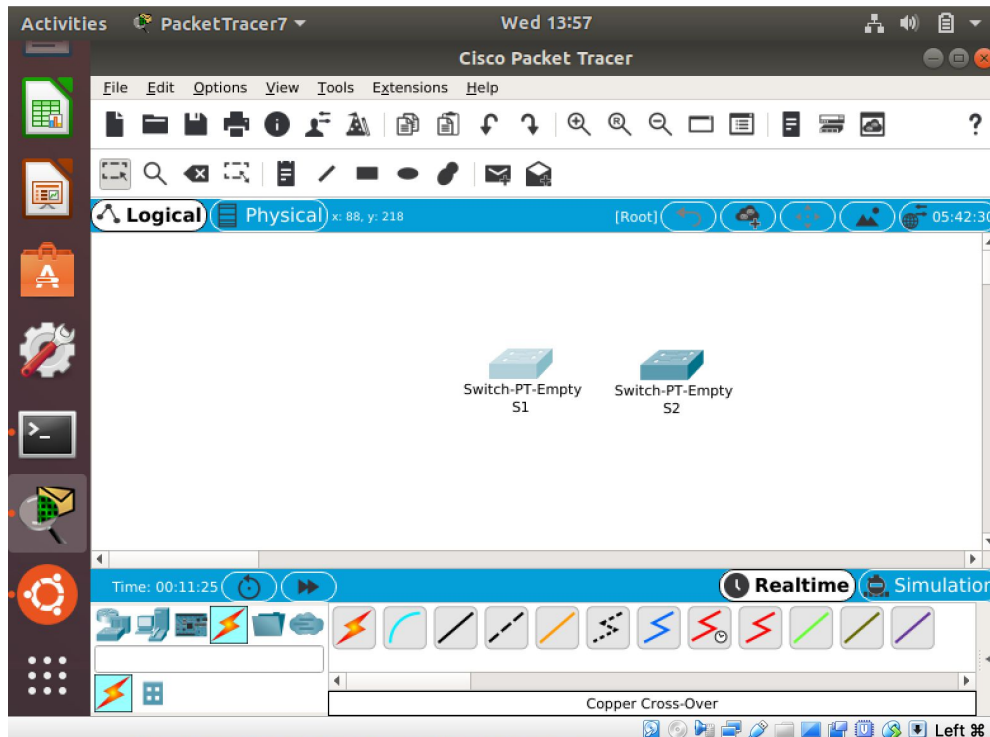 Activities PacketTracer7 Wed 13:57
Cisco Packet Tracer
File Edit Options View Tools Extensions Help
Logical Physical x: 88, y: 218 [Root] 05:42:30
Switch-PT-Empty
S1
Switch-PT-Empty
S2
Time: 00:11:25 Realtime Simulation
Copper Cross-Over
Left ⌘